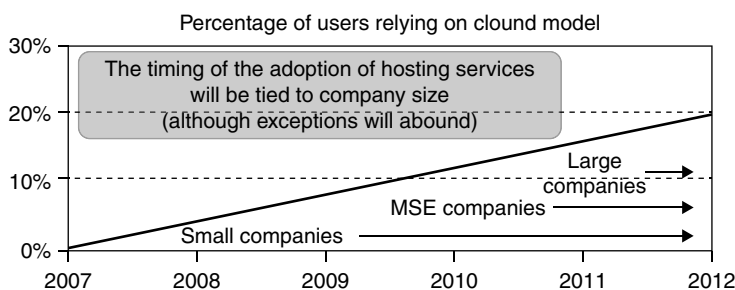 Percentage of users relying on clound model
30%
The timing of the adoption of hosting services
will be tied to company size
20%
(although exceptions will abound)
Large
companies
10%
MSE companies
Small companies
0%
2007 2008 2009 2010 2011 2012